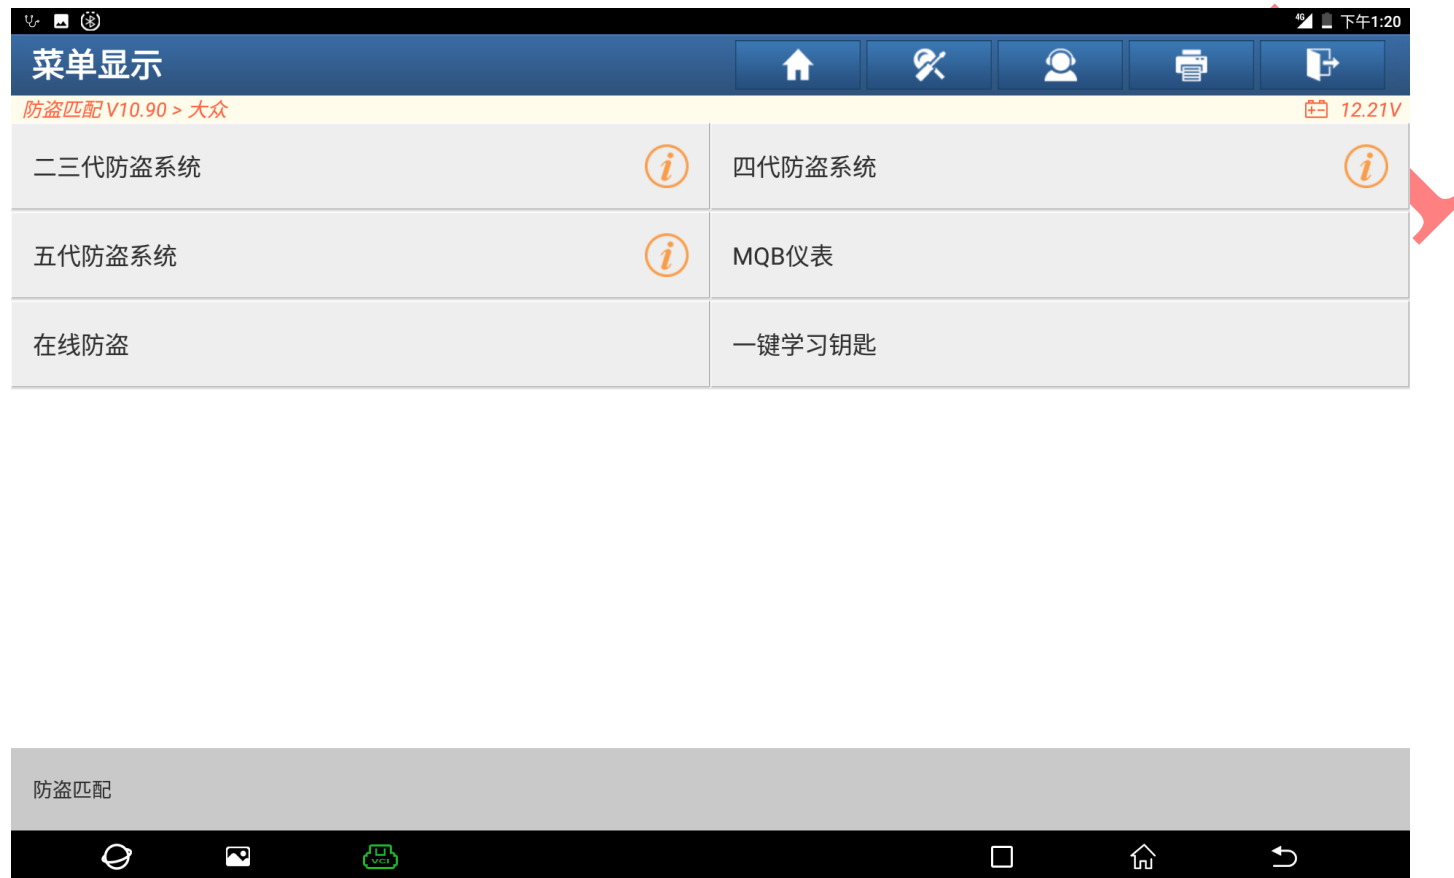 4G 下午1:20
菜单显示
防盗匹配 V10.90 > 大众 12.21V
二三代防盗系统 i 四代防盗系统 i
五代防盗系统 i MQB仪表
在线防盗 一键学习钥匙
防盗匹配
VCI